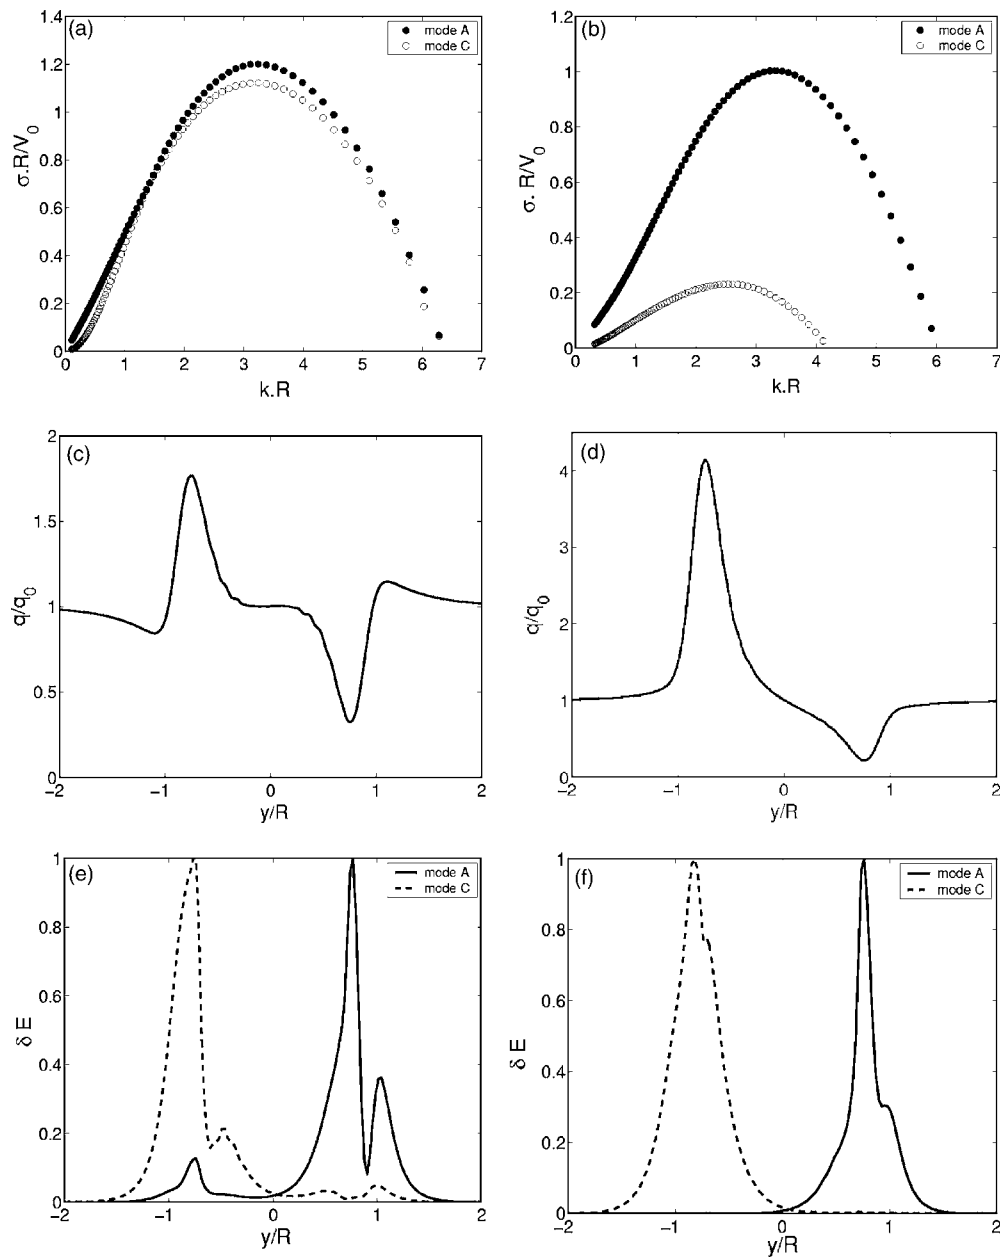 (a)
mode A
mode C
1.4
1.2
1
0.8
0.6
0.4
0.2
0
σ.R/V0
0 1 2 3 4 5 6 7
k.R
(b)
mode A
mode C
1.2
1
0.8
0.6
0.4
0.2
0
σ. R/V0
0 1 2 3 4 5 6 7
k.R
(c)
2
1.5
1
0.5
0
q/q0
−2 −1 0 1 2
y/R
(d)
4
3
2
1
0
q/q0
−2 −1 0 1 2
y/R
(e)
mode A
mode C
1
0.8
0.6
0.4
0.2
0
δ E
−2 −1 0 1 2
y/R
(f)
mode A
mode C
1
0.8
0.6
0.4
0.2
0
δ E
−2 −1 0 1 2
y/R